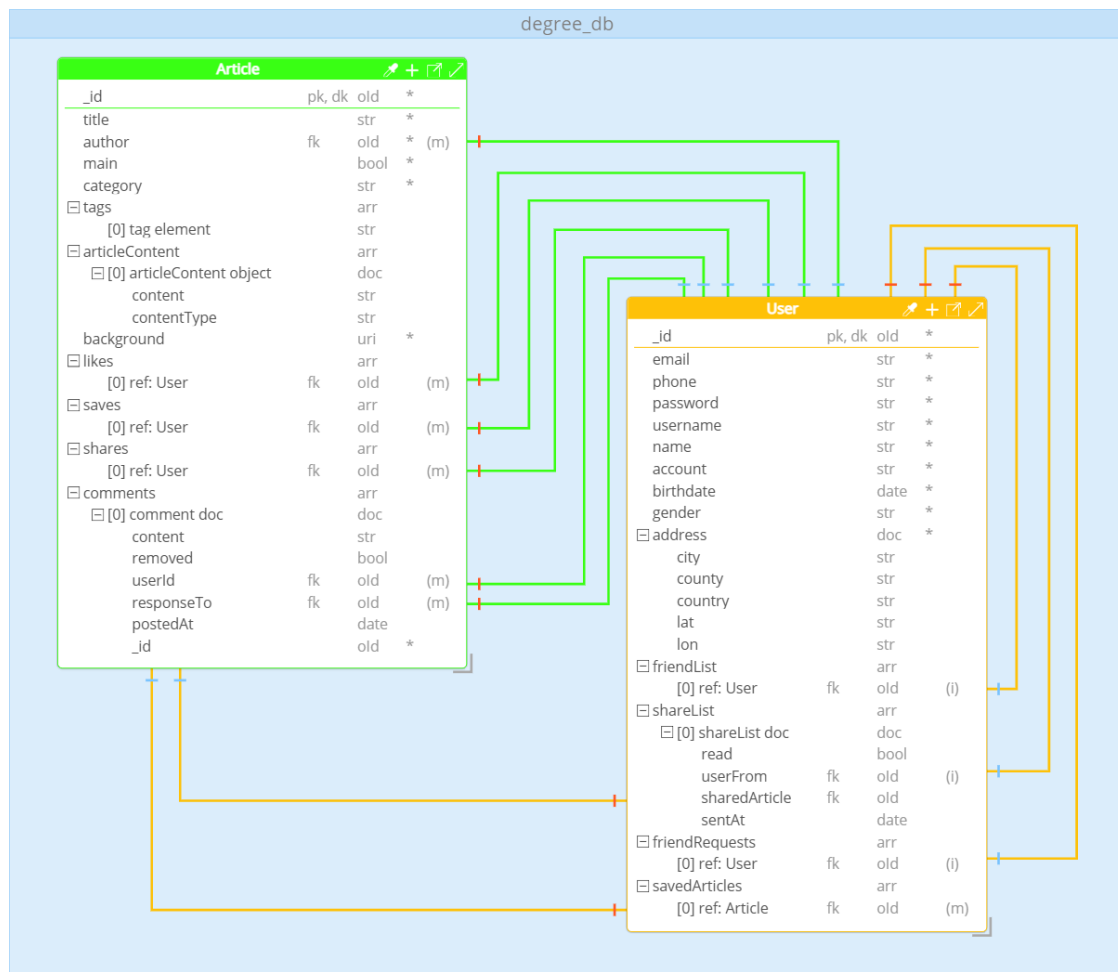 degree_db
Article
_id pk, dk oId *
title str *
author fk oId * (m)
main bool *
category str *
tags arr
[0] tag element str
articleContent arr
[0] articleContent object doc
content str
contentType str
background uri *
likes arr
[0] ref: User fk oId (m)
saves arr
[0] ref: User fk oId (m)
shares arr
[0] ref: User fk oId (m)
comments arr
[0] comment doc doc
content str
removed bool
userId fk oId (m)
responseTo fk oId (m)
postedAt date
_id oId *
User
_id pk, dk oId *
email str *
phone str *
password str *
username str *
name str *
account str *
birthdate date *
gender str *
address doc *
city str
county str
country str
lat str
lon str
friendList arr
[0] ref: User fk oId (i)
shareList arr
[0] shareList doc doc
read bool
userFrom fk oId (i)
sharedArticle fk oId
sentAt date
friendRequests arr
[0] ref: User fk oId (i)
savedArticles arr
[0] ref: Article fk oId (m)